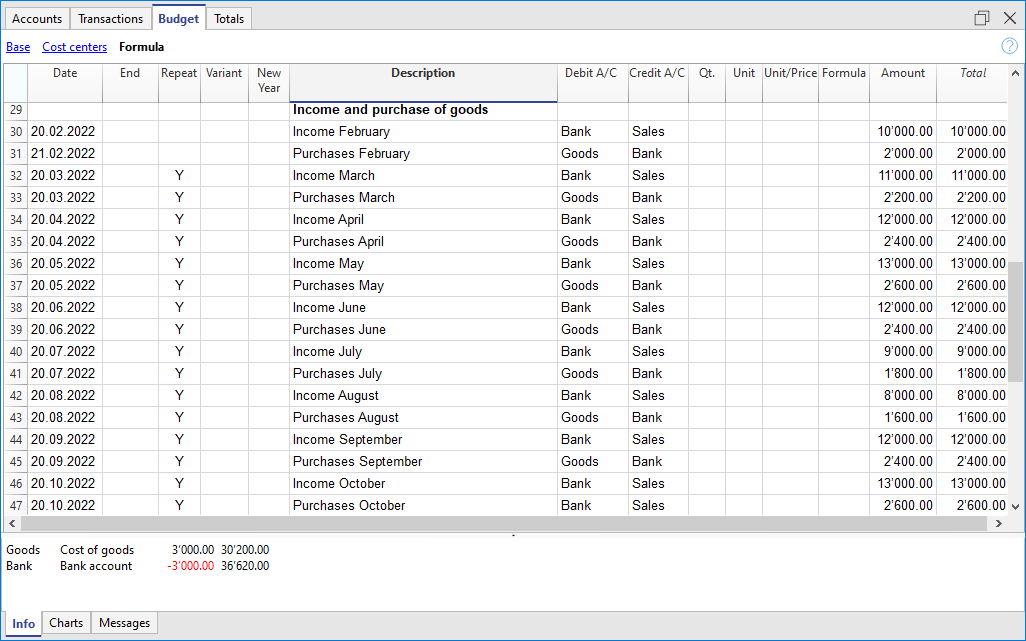 Accounts Transactions Budget Totals
Base Cost centers Formula
Date End Repeat Variant New Year Description Debit A/C Credit A/C Qt. Unit Unit/Price Formula Amount Total
29 Income and purchase of goods
30 20.02.2022 Income February Bank Sales 10'000.00 10'000.00
31 21.02.2022 Purchases February Goods Bank 2'000.00 2'000.00
32 20.03.2022 Y Income March Bank Sales 11'000.00 11'000.00
33 20.03.2022 Y Purchases March Goods Bank 2'200.00 2'200.00
34 20.04.2022 Y Income April Bank Sales 12'000.00 12'000.00
35 20.04.2022 Y Purchases April Goods Bank 2'400.00 2'400.00
36 20.05.2022 Y Income May Bank Sales 13'000.00 13'000.00
37 20.05.2022 Y Purchases May Goods Bank 2'600.00 2'600.00
38 20.06.2022 Y Income June Bank Sales 12'000.00 12'000.00
39 20.06.2022 Y Purchases June Goods Bank 2'400.00 2'400.00
40 20.07.2022 Y Income July Bank Sales 9'000.00 9'000.00
41 20.07.2022 Y Purchases July Goods Bank 1'800.00 1'800.00
42 20.08.2022 Y Income August Bank Sales 8'000.00 8'000.00
43 20.08.2022 Y Purchases August Goods Bank 1'600.00 1'600.00
44 20.09.2022 Y Income September Bank Sales 12'000.00 12'000.00
45 20.09.2022 Y Purchases September Goods Bank 2'400.00 2'400.00
46 20.10.2022 Y Income October Bank Sales 13'000.00 13'000.00
47 20.10.2022 Y Purchases October Bank Sales 2'600.00 2'600.00
Goods Cost of goods 3'000.00 30'200.00
Bank Bank account -3'000.00 36'620.00
Info Charts Messages